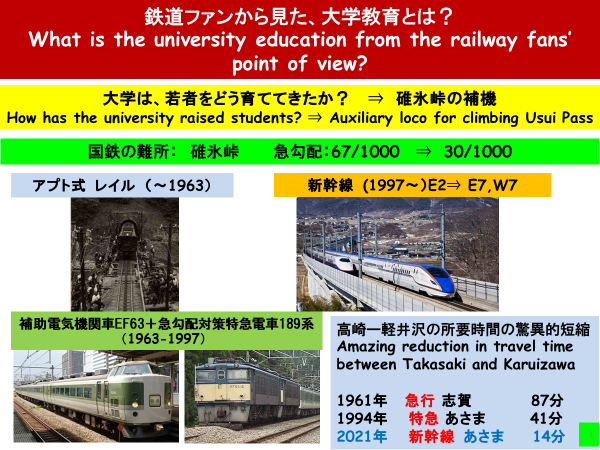 鉄道ファンから見た、大学教育とは？
What is the university education from the railway fans'
point of view?
大学は、若者をどう育ててきたか？　⇒　碓氷峠の補機
How has the university raised students? ⇒ Auxiliary loco for climbing Usui Pass
国鉄の難所：　碓氷峠　　急勾配：67/1000　⇒　30/1000
アプト式 レイル （～1963）
新幹線 (1997～)E2⇒ E7,W7
補助電気機関車EF63＋急勾配対策特急電車189系
（1963-1997）
高崎ー軽井沢の所要時間の驚異的短縮
Amazing reduction in travel time
between Takasaki and Karuizawa
1961年　急行 志賀　87分
1994年　特急 あさま　41分
2021年　新幹線 あさま　14分